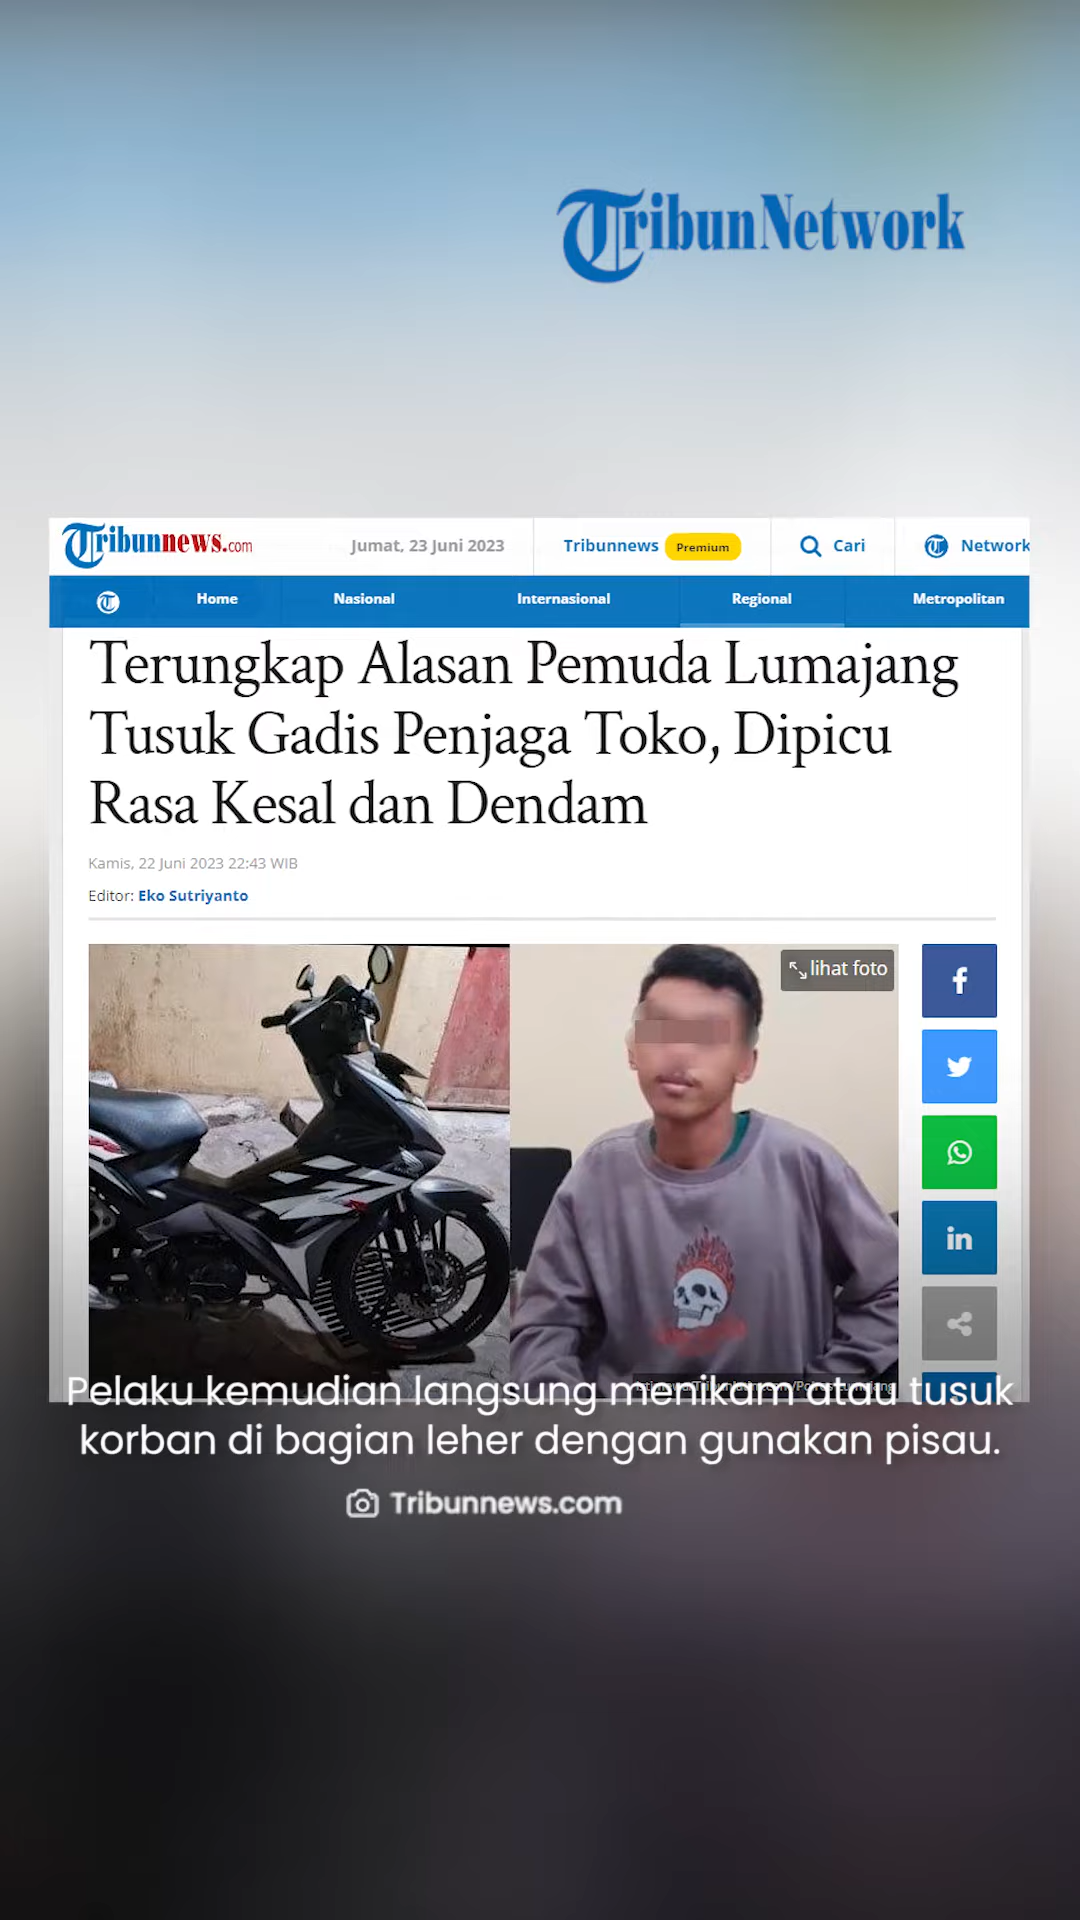 Tribun Network
Tribunnews.com
Jumat, 23 Juni 2023
Tribunnews Premium
Cari
Network
Home
Nasional
Internasional
Regional
Metropolitan
Terungkap Alasan Pemuda Lumajang
Tusuk Gadis Penjaga Toko, Dipicu
Rasa Kesal dan Dendam
Kamis, 22 Juni 2023 22:43 WIB
Editor: Eko Sutriyanto
lihat foto
Pelaku kemudian langsung menikam atau tusuk
korban di bagian leher dengan gunakan pisau.
Tribunnews.com